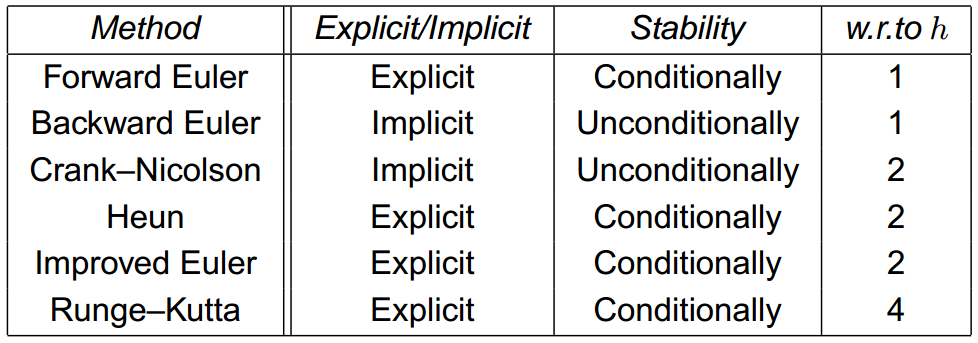 Method Explicit/Implicit Stability w.r.to h
Forward Euler Explicit Conditionally 1
Backward Euler Implicit Unconditionally 1
Crank–Nicolson Implicit Unconditionally 2
Heun Explicit Conditionally 2
Improved Euler Explicit Conditionally 2
Runge–Kutta Explicit Conditionally 4